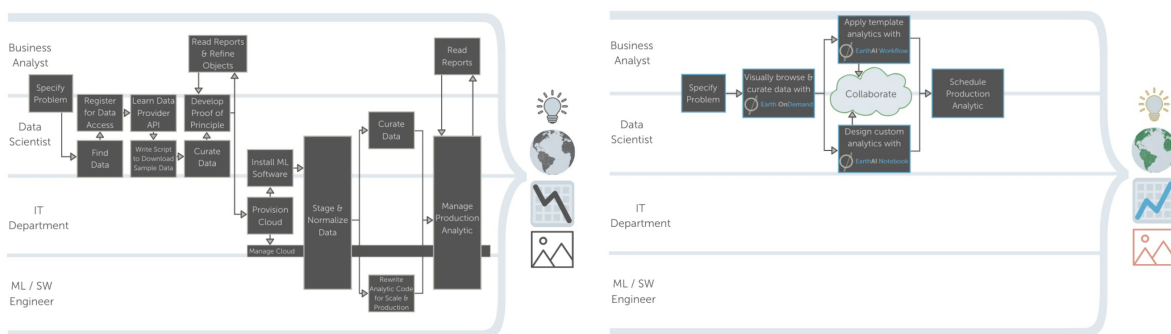 Business
Analyst
Data
Scientist
IT
Department
ML / SW
Engineer
Specify
Problem
Register
for Data
Access
Find
Data
Learn Data
Provider
API
Write Script
to Download
Sample Data
Read Reports
& Refine
Objects
Develop
Proof of
Principle
Curate
Data
Install ML
Software
Provision
Cloud
Manage Cloud
Stage &
Normalize
Data
Curate
Data
Rewrite
Analytic Code
for Scale &
Production
Read
Reports
Manage
Production
Analytic
Business
Analyst
Data
Scientist
IT
Department
ML / SW
Engineer
Specify
Problem
Visually browse &
curate data with
Earth OnDemand
Apply template
analytics with
EarthAI Workflow
Collaborate
Design custom
analytics with
EarthAI Notebook
Schedule
Production
Analytic